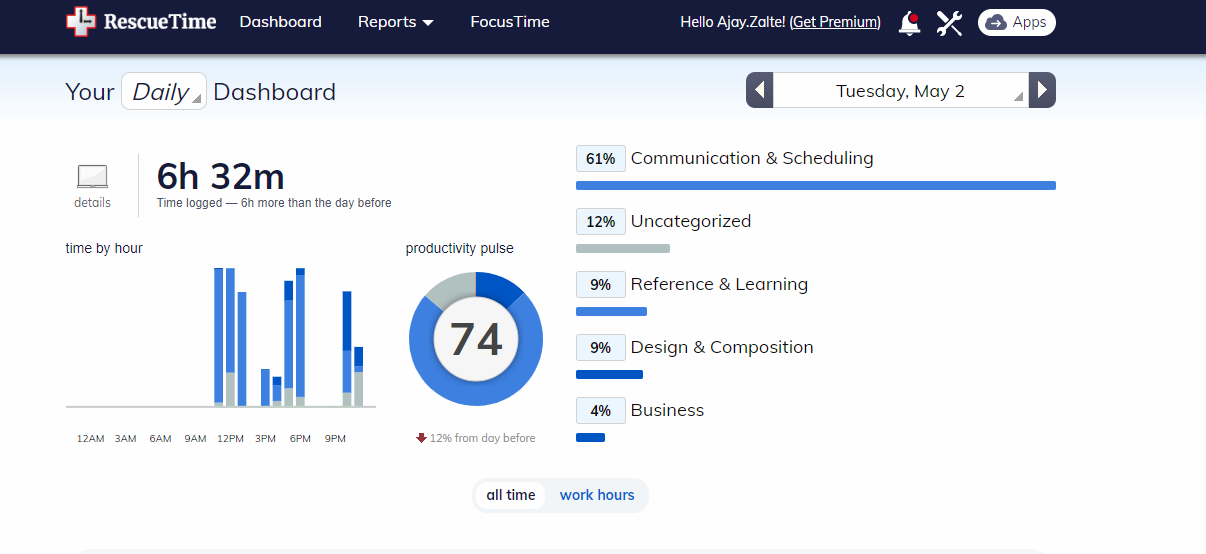 RescueTime Dashboard Reports FocusTime Hello Ajay.Zalte! (Get Premium) Apps
Your Daily Dashboard
Tuesday, May 2
6h 32m
details
Time logged — 6h more than the day before
time by hour
12AM 3AM 6AM 9AM 12PM 3PM 6PM 9PM
productivity pulse
74
12% from day before
61% Communication & Scheduling
12% Uncategorized
9% Reference & Learning
9% Design & Composition
4% Business
all time work hours